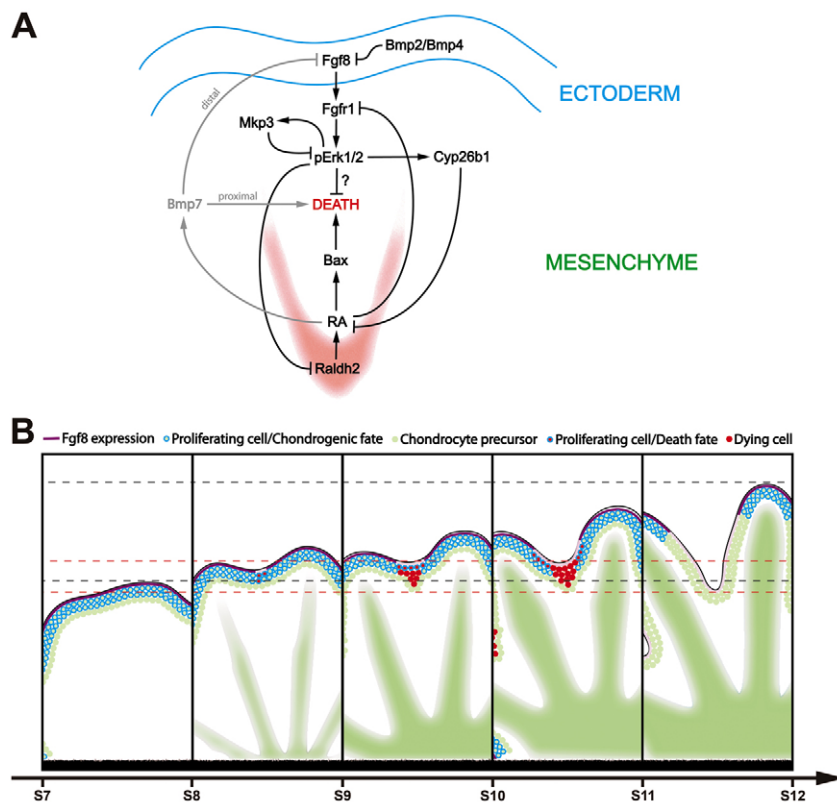 A
Bmp2/Bmp4
Fgf8
ECTODERM
distal
Fgfr1
Mkp3
pErk1/2
Cyp26b1
?
Bmp7
proximal
DEATH
Bax
MESENCHYME
RA
Raldh2
B
Fgf8 expression Proliferating cell/Chondrogenic fate Chondrocyte precursor Proliferating cell/Death fate Dying cell
S7 S8 S9 S10 S11 S12